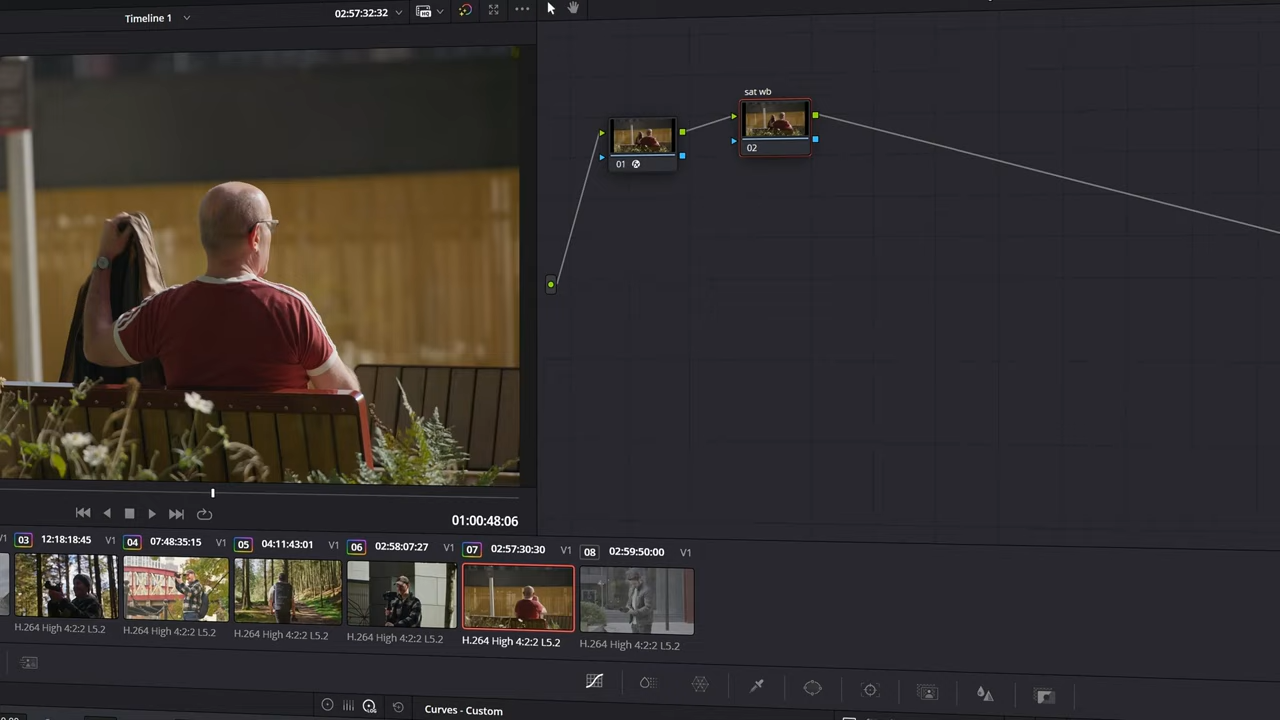 Timeline 1
02:57:32:32
HQ
sat wb
01
02
01:00:48:06
V1
03 12:18:18:45 V1
04 07:48:35:15 V1
05 04:11:43:01 V1
06 02:58:07:27 V1
07 02:57:30:30 V1
08 02:59:50:00 V1
H.264 High 4:2:2 L5.2
H.264 High 4:2:2 L5.2
H.264 High 4:2:2 L5.2
H.264 High 4:2:2 L5.2
H.264 High 4:2:2 L5.2
H.264 High 4:2:2 L5.2
Curves - Custom